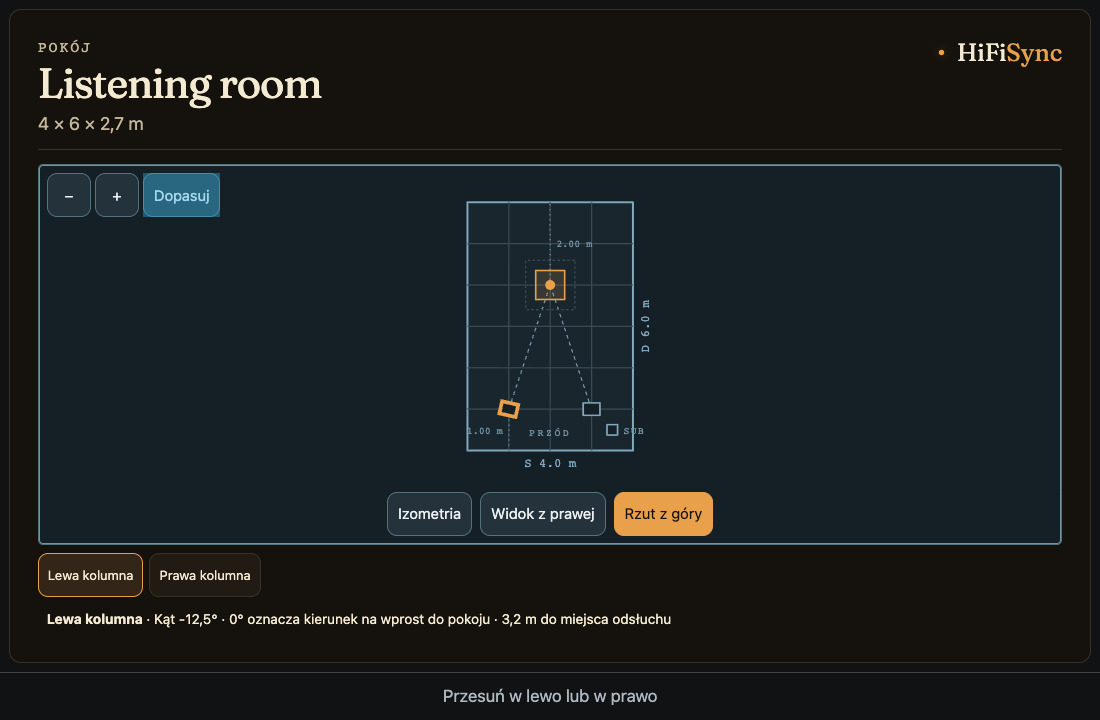 POKÓJ
HiFiSync
Listening room
4 × 6 × 2,7 m
−
+
Dopasuj
2.00 m
D 6.0 m
1.00 m
PRZÓD
SUB
S 4.0 m
Izometria
Widok z prawej
Rzut z góry
Lewa kolumna
Prawa kolumna
Lewa kolumna · Kąt -12,5° · 0° oznacza kierunek na wprost do pokoju · 3,2 m do miejsca odsłuchu
Przesuń w lewo lub w prawo